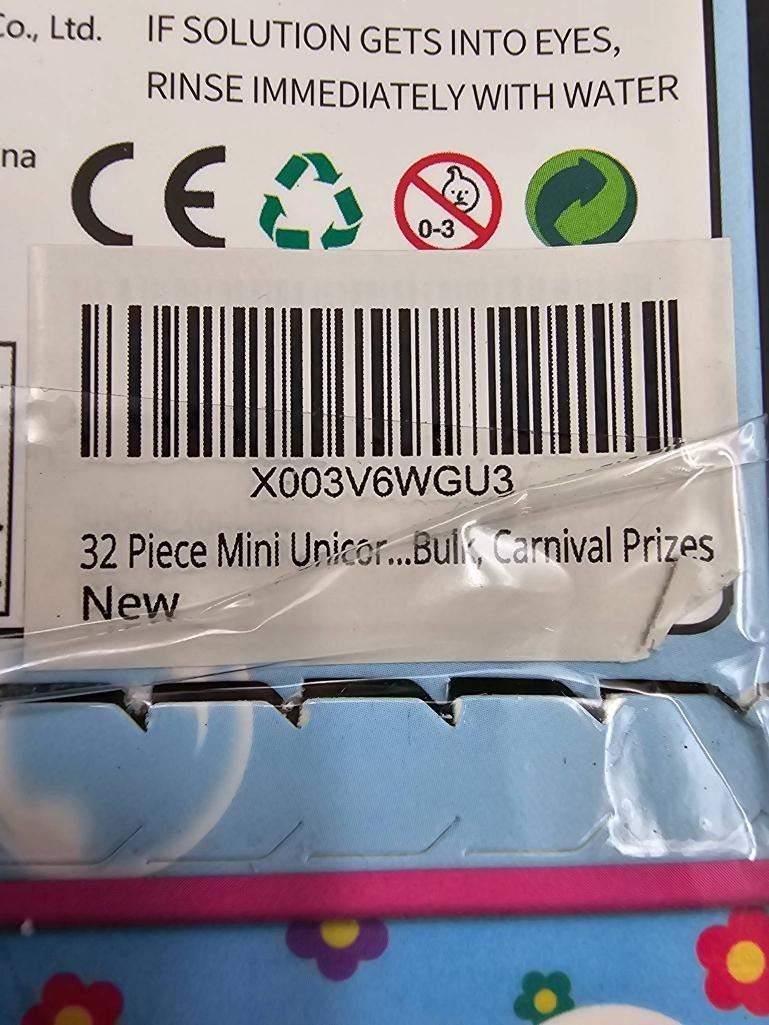 Co., Ltd. IF SOLUTION GETS INTO EYES,
RINSE IMMEDIATELY WITH WATER
na
CE
0-3
X003V6WGU3
32 Piece Mini Unicor...Bulk, Carnival Prizes
New